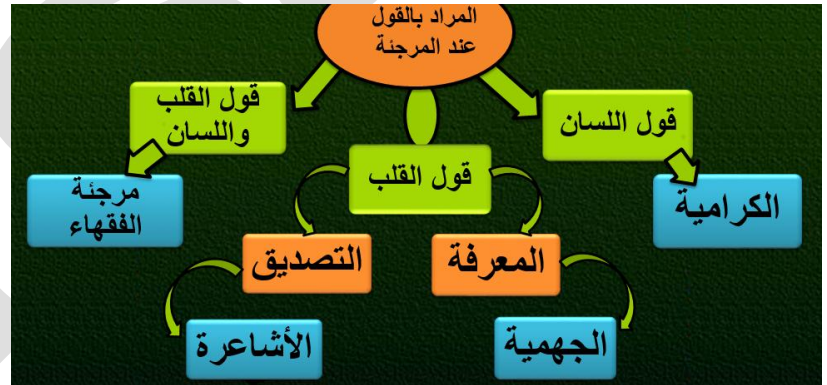 المراد بالقول
عند المرجئة
قول اللسان
قول القلب
قول القلب
واللسان
الكرامية
المعرفة
التصديق
مرجئة
الفقهاء
الجهمية
الأشاعرة